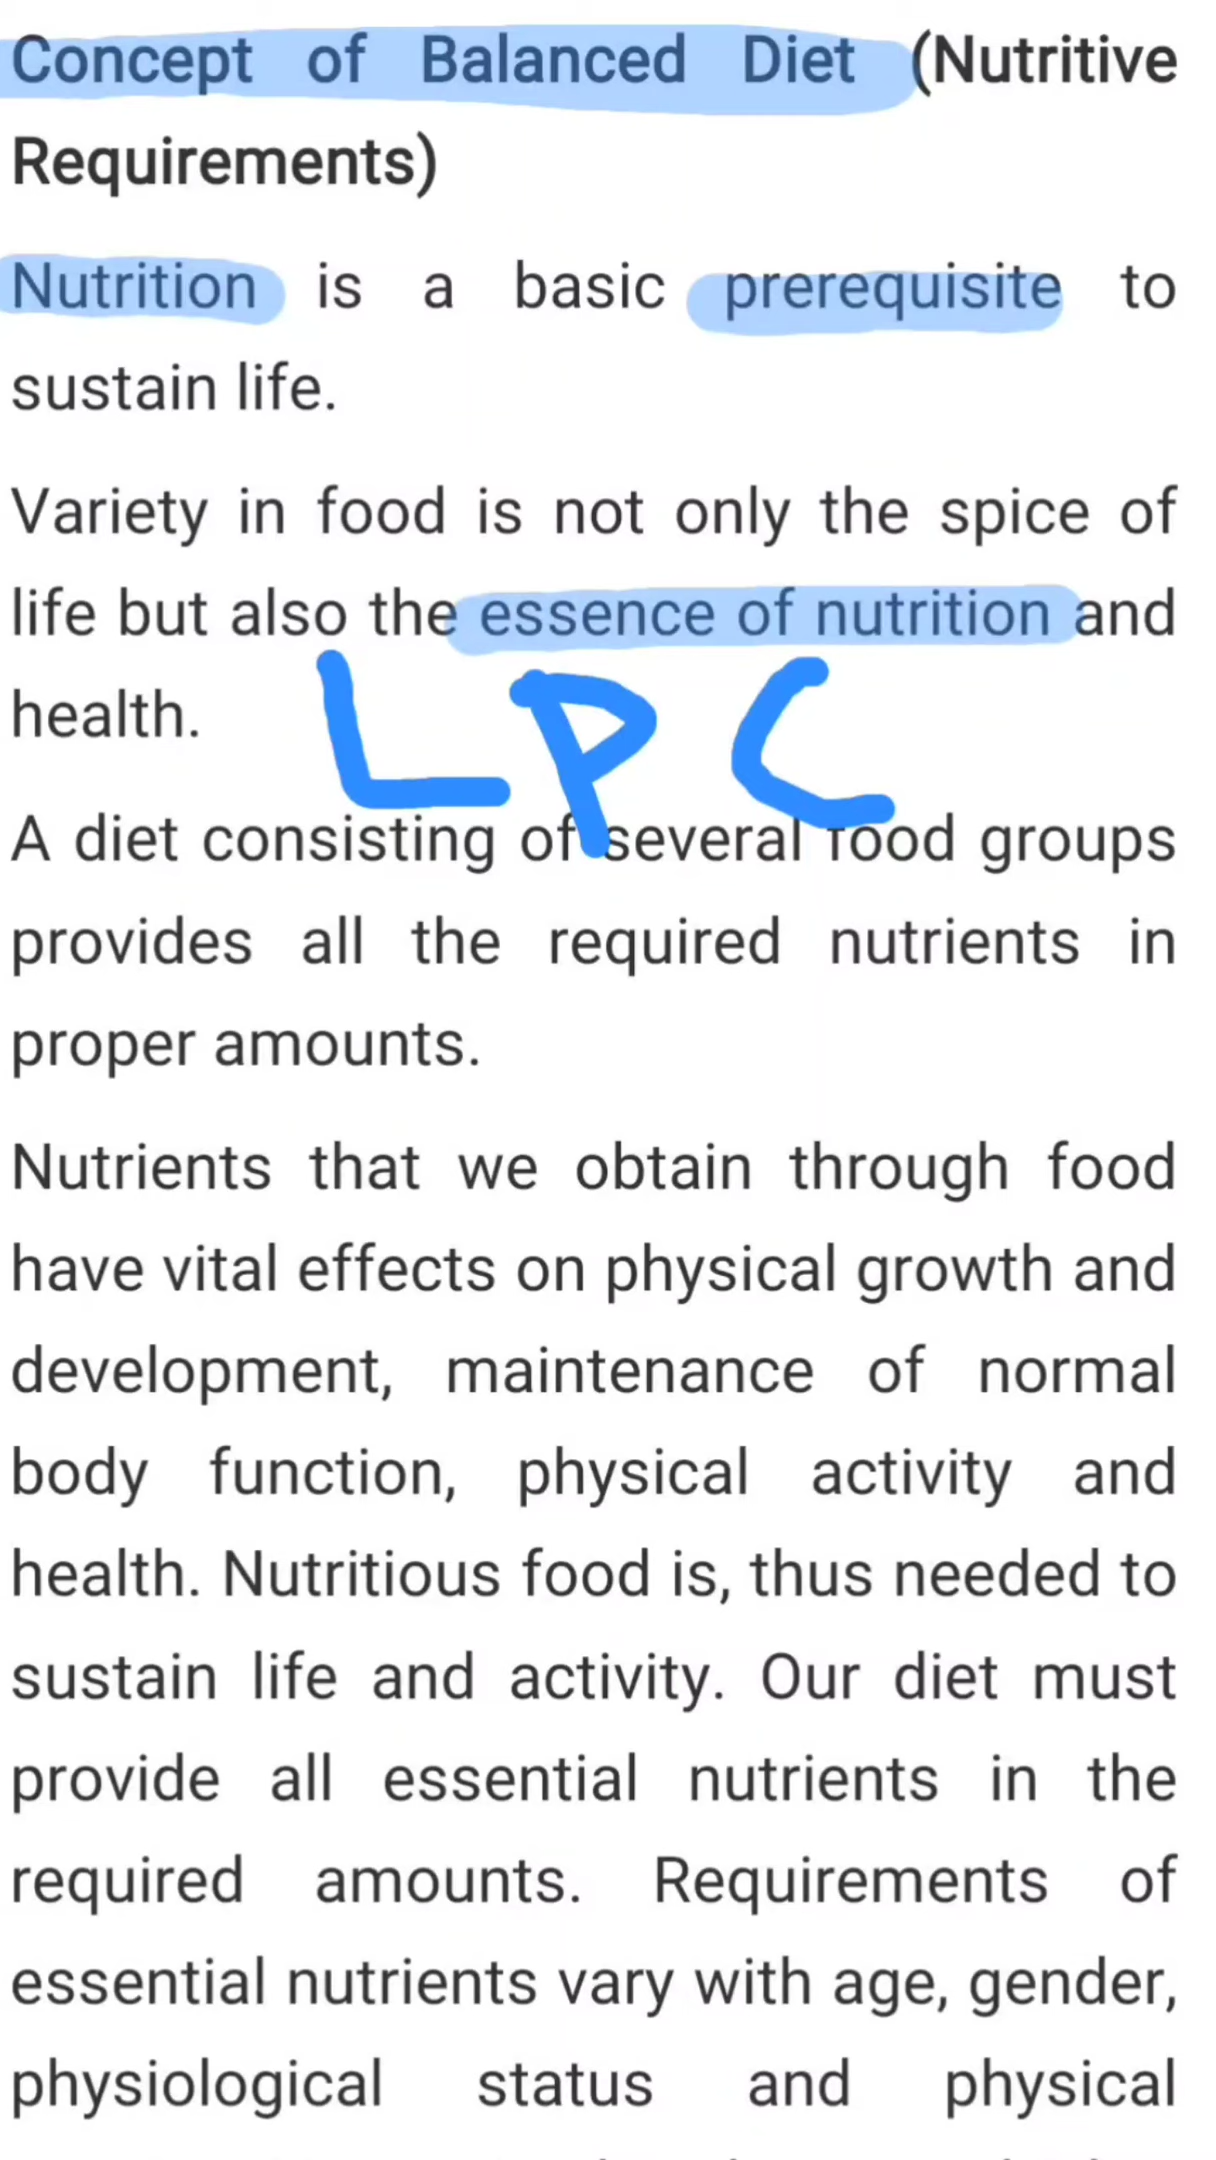 Concept of Balanced Diet (Nutritive
Requirements)
Nutrition is a basic prerequisite to
sustain life.
Variety in food is not only the spice of
life but also the essence of nutrition and
health.
L P C
A diet consisting of several food groups
provides all the required nutrients in
proper amounts.
Nutrients that we obtain through food
have vital effects on physical growth and
development, maintenance of normal
body function, physical activity and
health. Nutritious food is, thus needed to
sustain life and activity. Our diet must
provide all essential nutrients in the
required amounts. Requirements of
essential nutrients vary with age, gender,
physiological status and physical